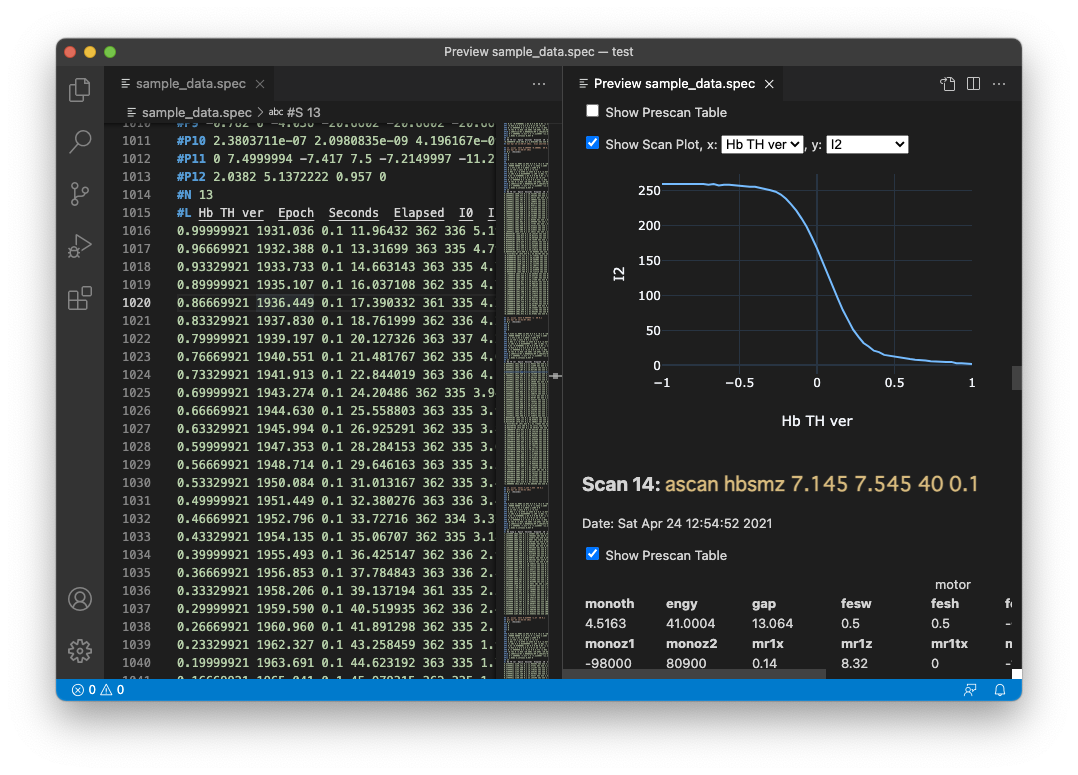 Preview sample_data.spec — test
sample_data.spec
sample_data.spec > abc #S 13
1011 #P10 2.3803711e-07 2.0980835e-09 4.196167e-0
1012 #P11 0 7.4999994 -7.417 7.5 -7.2149997 -11.2
1013 #P12 2.0382 5.1372222 0.957 0
1014 #N 13
1015 #L Hb TH ver  Epoch  Seconds  Elapsed  I0  I
1016 0.99999921 1931.036 0.1 11.96432 362 336 5.1
1017 0.96669921 1932.388 0.1 13.31699 363 335 4.7
1018 0.93329921 1933.733 0.1 14.663143 363 335 4.
1019 0.89999921 1935.107 0.1 16.037108 362 335 4.
1020 0.86669921 1936.449 0.1 17.390332 361 335 4.
1021 0.83329921 1937.830 0.1 18.761999 362 336 4.
1022 0.79999921 1939.197 0.1 20.127326 363 337 4.
1023 0.76669921 1940.551 0.1 21.481767 362 335 4.
1024 0.73329921 1941.913 0.1 22.844019 363 336 4.
1025 0.69999921 1943.274 0.1 24.20486 362 335 3.9
1026 0.66669921 1944.630 0.1 25.558803 363 335 3.
1027 0.63329921 1945.994 0.1 26.925291 362 335 3.
1028 0.59999921 1947.353 0.1 28.284153 362 335 3.
1029 0.56669921 1948.714 0.1 29.646163 363 335 3.
1030 0.53329921 1950.084 0.1 31.013167 362 335 3.
1031 0.49999921 1951.449 0.1 32.380276 363 336 3.
1032 0.46669921 1952.796 0.1 33.72716 362 334 3.3
1033 0.43329921 1954.135 0.1 35.06707 362 335 3.1
1034 0.39999921 1955.493 0.1 36.425147 362 336 2.
1035 0.36669921 1956.853 0.1 37.784843 363 336 2.
1036 0.33329921 1958.206 0.1 39.137194 361 335 2.
1037 0.29999921 1959.590 0.1 40.519935 362 336 2.
1038 0.26669921 1960.960 0.1 41.891298 362 335 2.
1039 0.23329921 1962.327 0.1 43.258459 362 335 1.
1040 0.19999921 1963.691 0.1 44.623192 363 335 1.
Preview sample_data.spec
Show Prescan Table
Show Scan Plot, x: Hb TH ver , y: I2
250
200
150
100
50
0
I2
−1 −0.5 0 0.5 1
Hb TH ver
Scan 14: ascan hbsmz 7.145 7.545 40 0.1
Date: Sat Apr 24 12:54:52 2021
Show Prescan Table
motor
monoth engy gap fesw fesh
4.5163 41.0004 13.064 0.5 0.5
monoz1 monoz2 mr1x mr1z mr1tx
-98000 80900 0.14 8.32 0
0 0